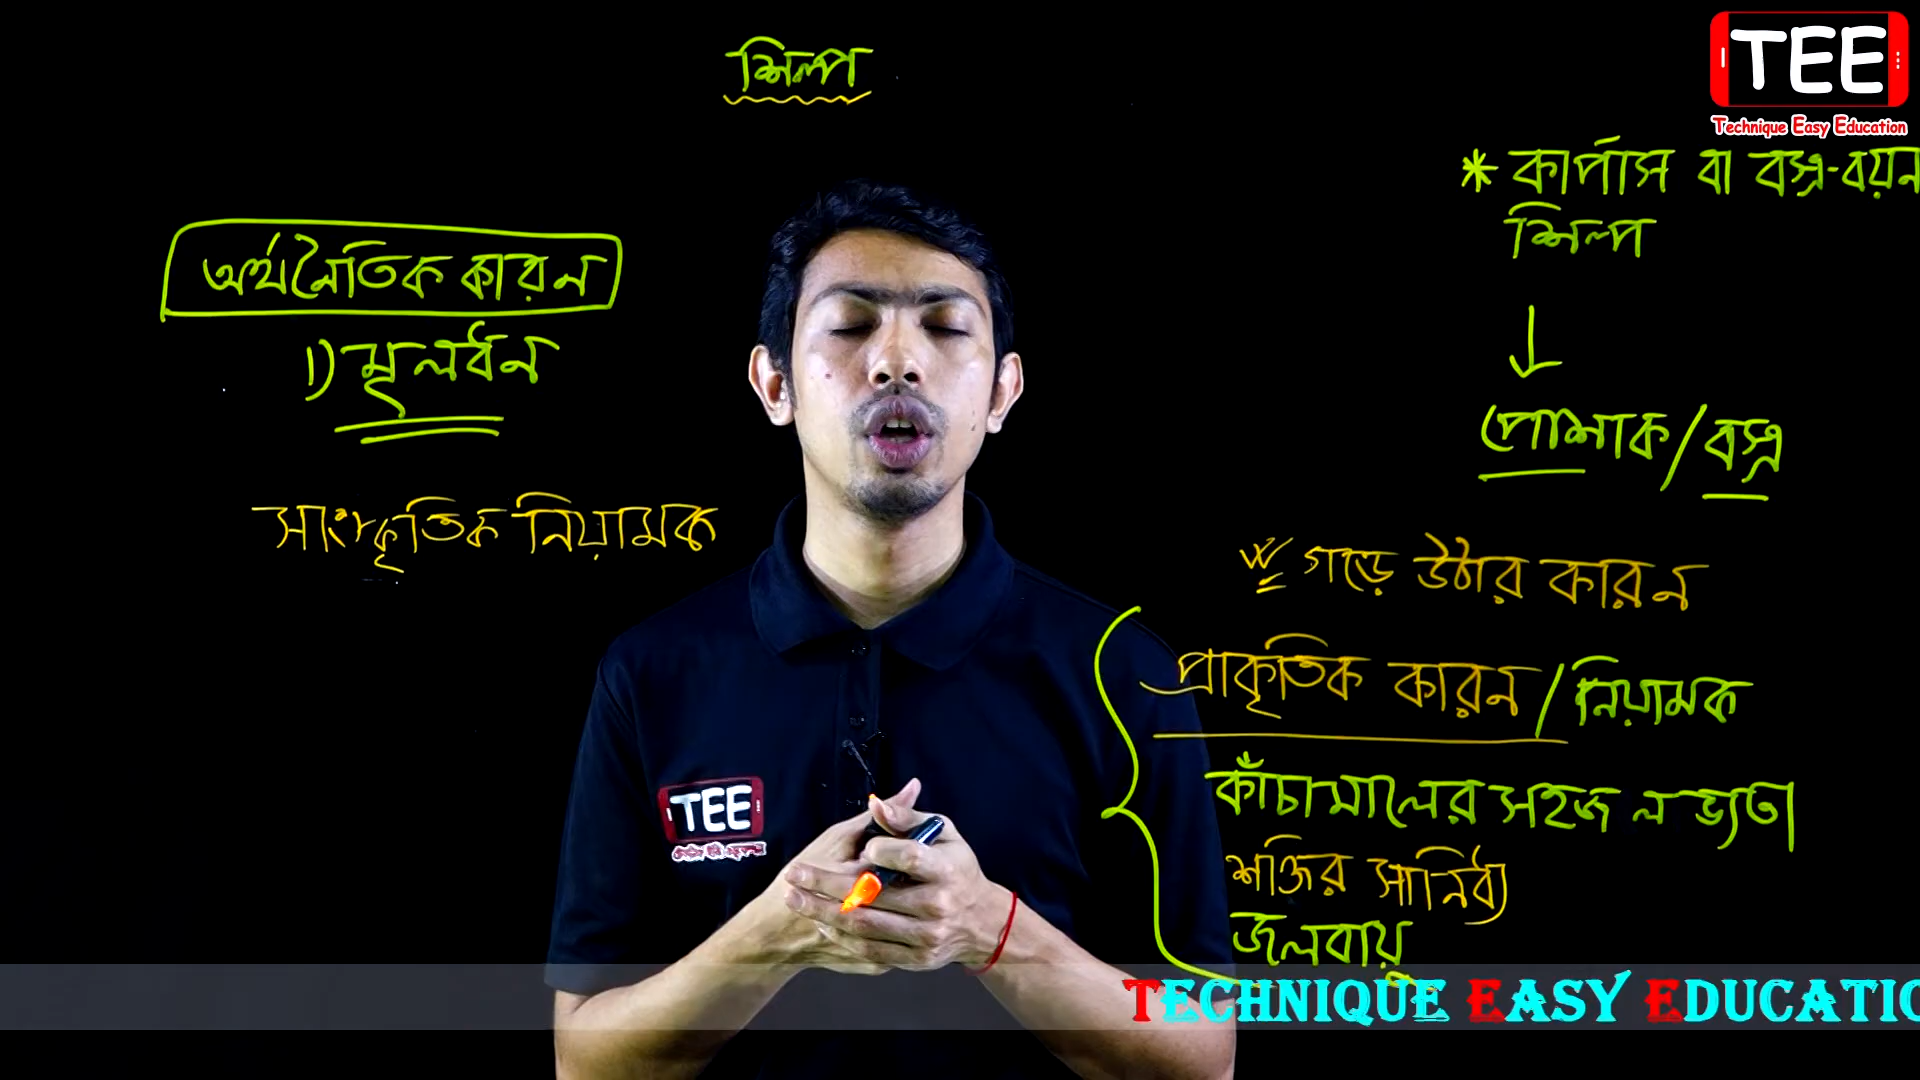 শিল্প
TEE
Technique Easy Education
* কার্পাস বা বস্ত্র-বয়ন
শিল্প
পোশাক/বস্ত্র
অর্থনৈতিক কারন
১) মূলধন
সাংস্কৃতিক নিয়ামক
গড়ে উঠার কারন
প্রাকৃতিক কারন/নিয়ামক
কাঁচামালের সহজ লভ্যতা
শক্তির সানিধ্য
জলবায়ু
TEE
TECHNIQUE EASY EDUCATIO